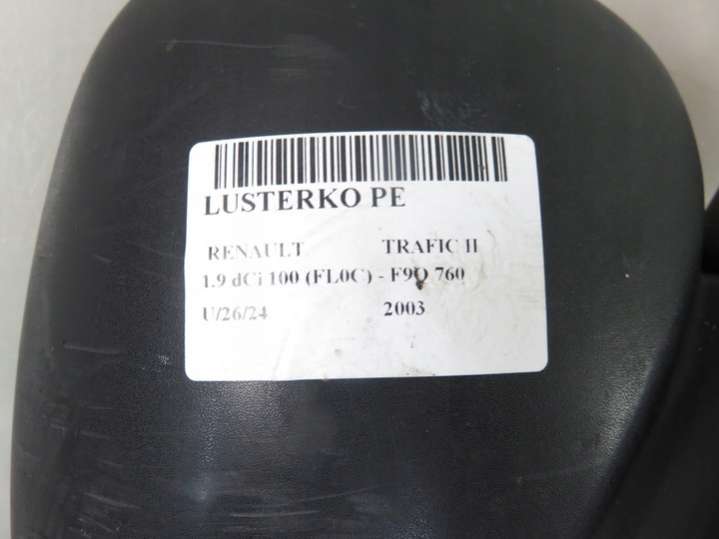 LUSTERKO PE
RENAULT TRAFIC II
1.9 dCi 100 (FL0C) - F9Q 760
U/26/24 2003